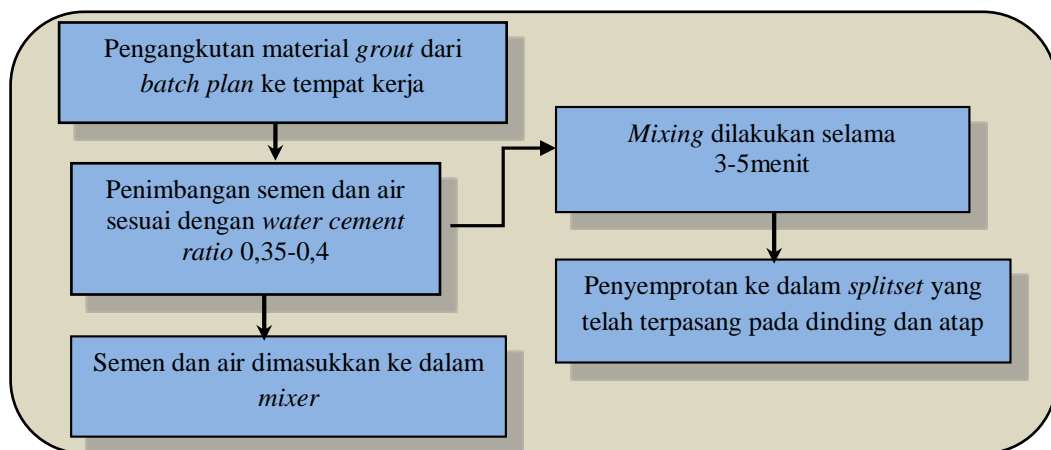 Pengangkutan material grout dari
batch plan ke tempat kerja
Penimbangan semen dan air
sesuai dengan water cement
ratio 0,35-0,4
Semen dan air dimasukkan ke dalam
mixer
Mixing dilakukan selama
3-5menit
Penyemprotan ke dalam splitset yang
telah terpasang pada dinding dan atap